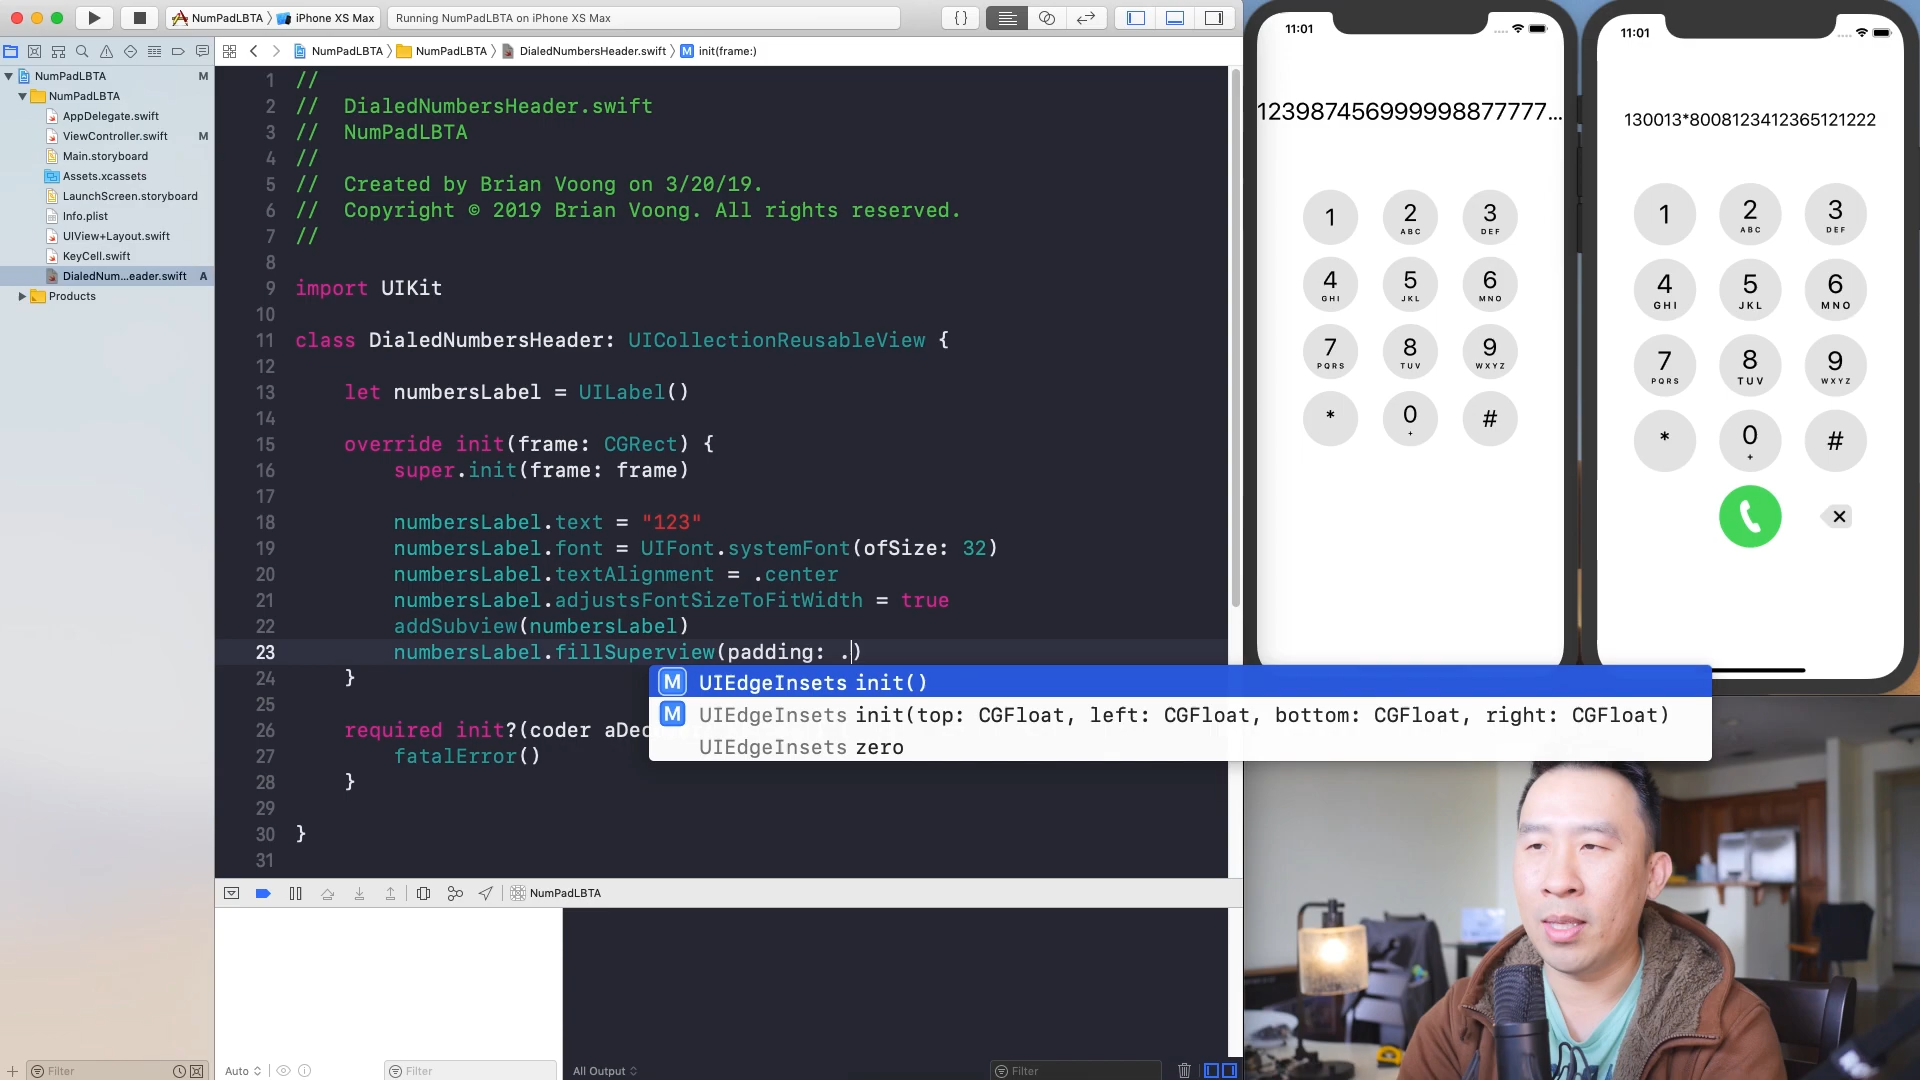 NumPadLBTA
iPhone XS Max
Running NumPadLBTA on iPhone XS Max
NumPadLBTA
NumPadLBTA
DialedNumbersHeader.swift
M
init(frame:)
NumPadLBTA
M
NumPadLBTA
AppDelegate.swift
ViewController.swift
M
Main.storyboard
Assets.xcassets
LaunchScreen.storyboard
Info.plist
UIView+Layout.swift
KeyCell.swift
DialedNum...eader.swift
A
Products
Filter
1 //
2 // DialedNumbersHeader.swift
3 // NumPadLBTA
4 //
5 // Created by Brian Voong on 3/20/19.
6 // Copyright © 2019 Brian Voong. All rights reserved.
7 //
8
9 import UIKit
10
11 class DialedNumbersHeader: UICollectionReusableView {
12
13 let numbersLabel = UILabel()
14
15 override init(frame: CGRect) {
16 super.init(frame: frame)
17
18 numbersLabel.text = "123"
19 numbersLabel.font = UIFont.systemFont(ofSize: 32)
20 numbersLabel.textAlignment = .center
21 numbersLabel.adjustsFontSizeToFitWidth = true
22 addSubview(numbersLabel)
23 numbersLabel.fillSuperview(padding: .)
24 }
25
26 required init?(coder aDec
27 fatalError()
28 }
29
30 }
31
M UIEdgeInsets init()
M UIEdgeInsets init(top: CGFloat, left: CGFloat, bottom: CGFloat, right: CGFloat)
UIEdgeInsets zero
NumPadLBTA
Auto
Filter
All Output
Filter
11:01
123987456999998877777...
1
2
ABC
3
DEF
4
GHI
5
JKL
6
MNO
7
PQRS
8
TUV
9
WXYZ
*
0
+
#
11:01
130013*8008123412365121222
1
2
ABC
3
DEF
4
GHI
5
JKL
6
MNO
7
PQRS
8
TUV
9
WXYZ
*
0
+
#